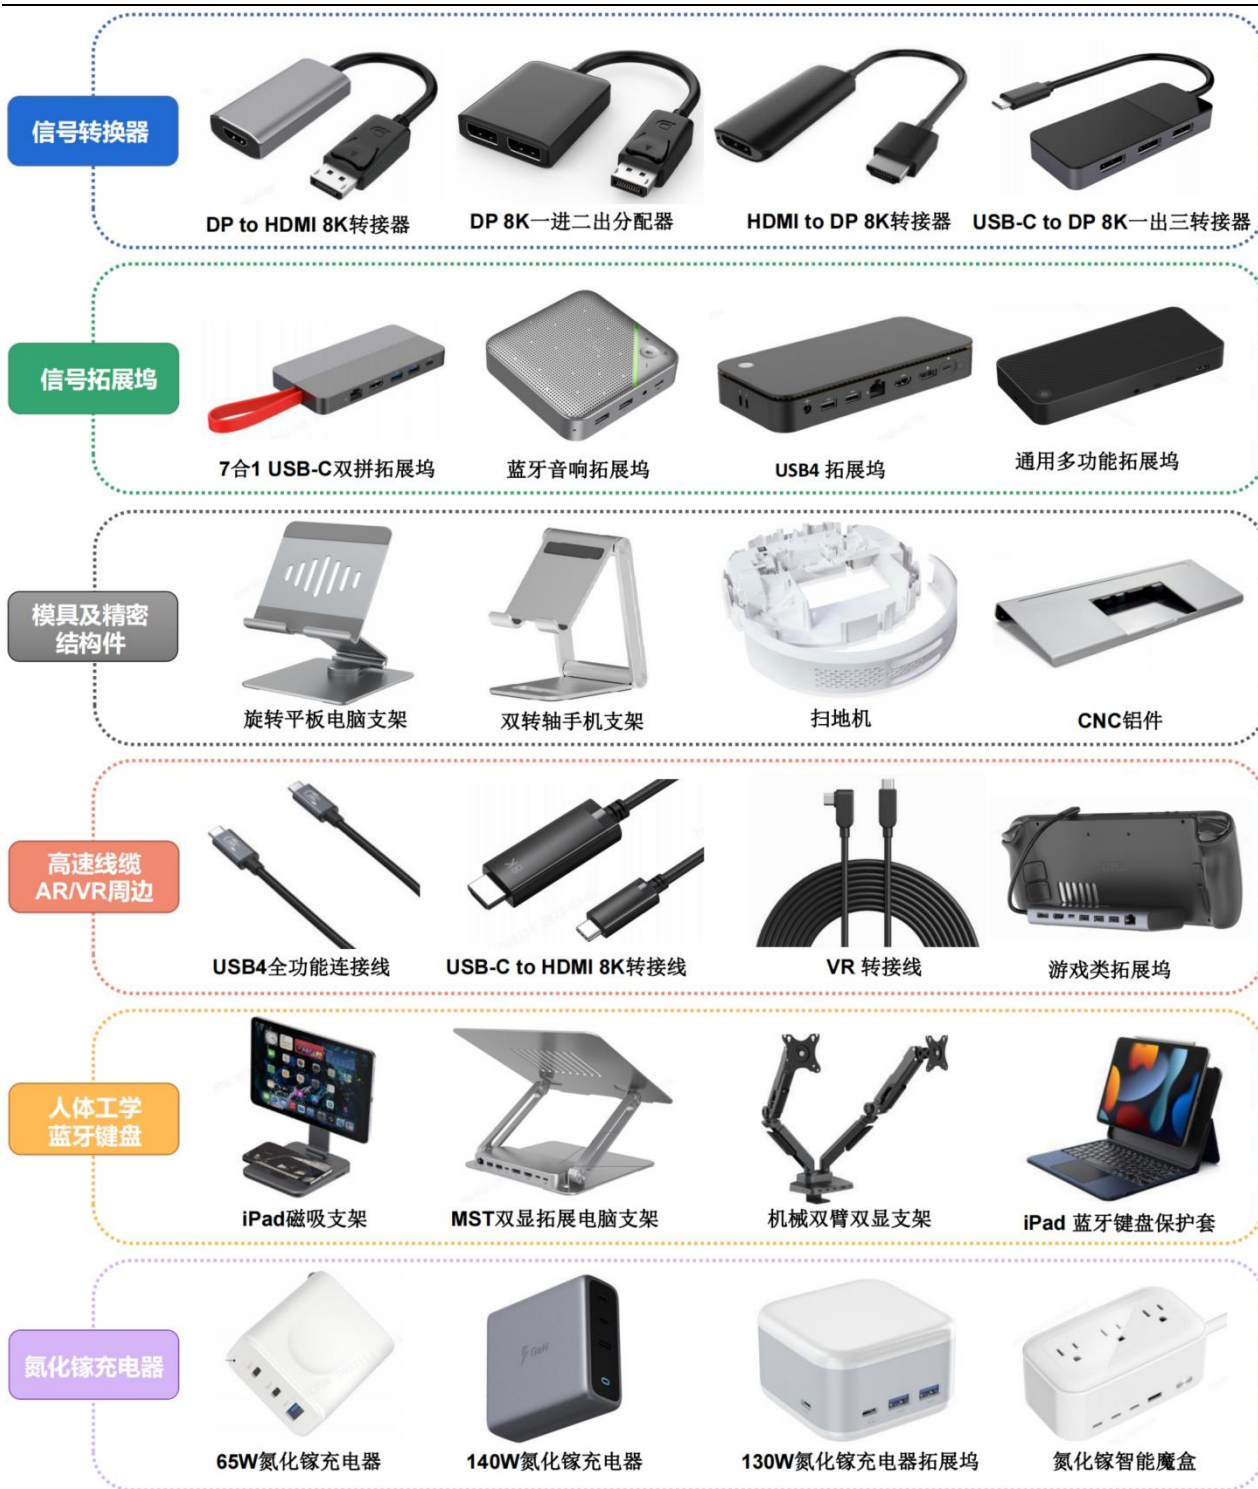 信号转换器
DP to HDMI 8K转接器
DP 8K一进二出分配器
HDMI to DP 8K转接器
USB-C to DP 8K一出三转接器
信号拓展坞
7合1 USB-C双拼拓展坞
蓝牙音响拓展坞
USB4 拓展坞
通用多功能拓展坞
模具及精密
结构件
旋转平板电脑支架
双转轴手机支架
扫地机
CNC铝件
高速线缆
AR/VR周边
8K
USB4全功能连接线
USB-C to HDMI 8K转接线
VR 转接线
游戏类拓展坞
人体工学
蓝牙键盘
iPad磁吸支架
MST双显拓展电脑支架
机械双臂双显支架
iPad 蓝牙键盘保护套
氮化镓充电器
GaN
65W氮化镓充电器
140W氮化镓充电器
130W氮化镓充电器拓展坞
氮化镓智能魔盒